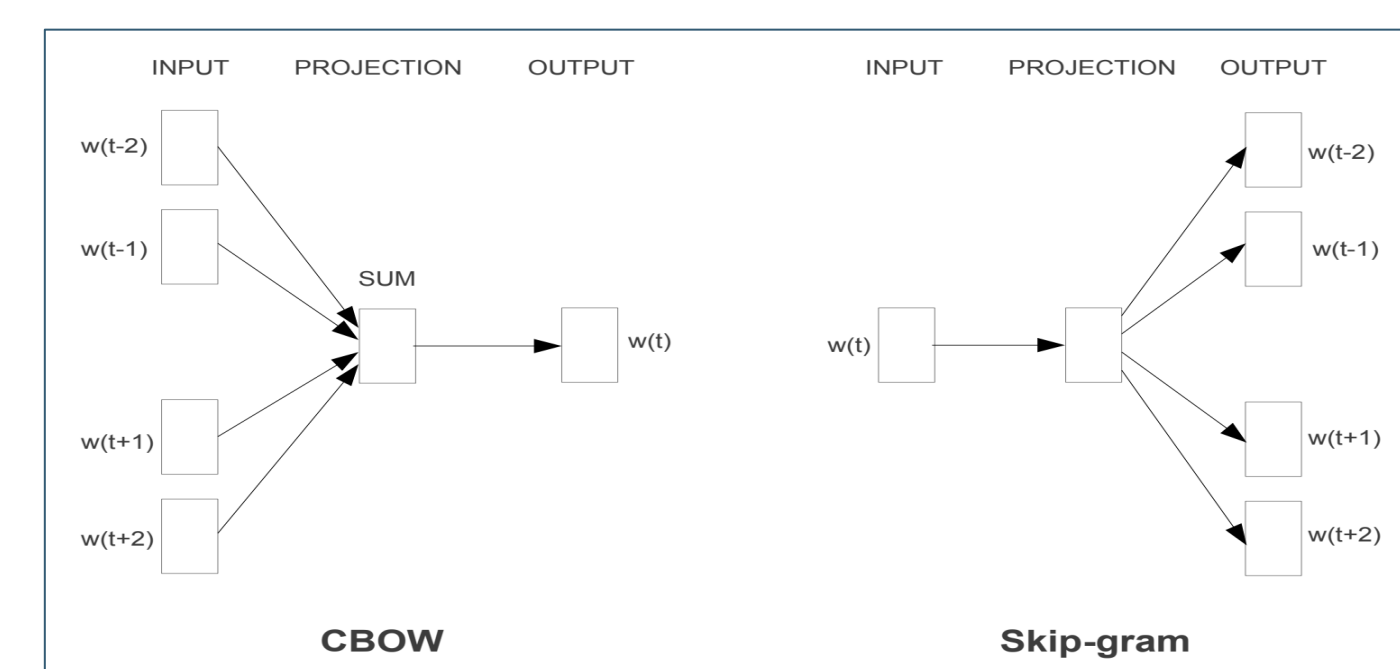 INPUT PROJECTION OUTPUT
w(t-2)
w(t-1)
SUM
w(t)
w(t+1)
w(t+2)
CBOW
INPUT PROJECTION OUTPUT
w(t-2)
w(t-1)
w(t)
w(t+1)
w(t+2)
Skip-gram